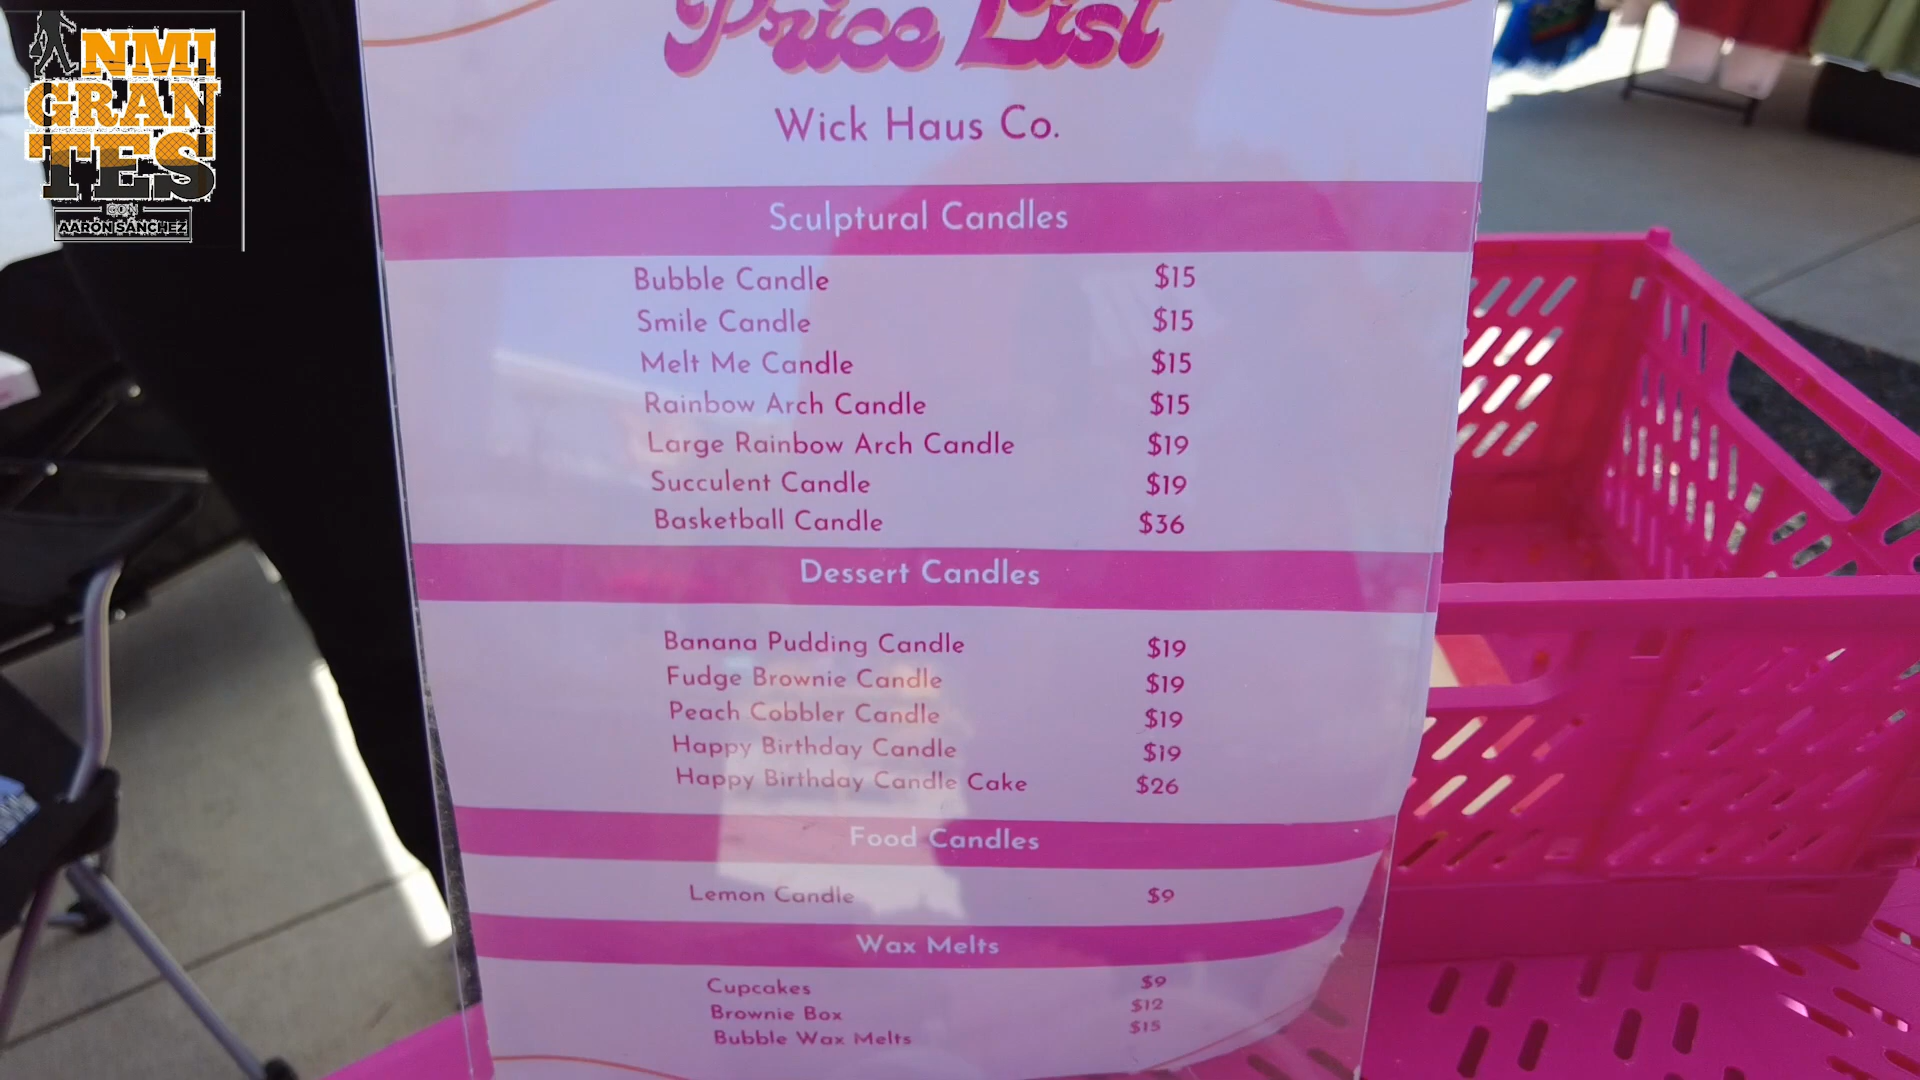 NMI
GRAN
TES
CON
AARÓN SÁNCHEZ
Price List
Wick Haus Co.
Sculptural Candles
Bubble Candle $15
Smile Candle $15
Melt Me Candle $15
Rainbow Arch Candle $15
Large Rainbow Arch Candle $19
Succulent Candle $19
Basketball Candle $36
Dessert Candles
Banana Pudding Candle $19
Fudge Brownie Candle $19
Peach Cobbler Candle $19
Happy Birthday Candle $19
Happy Birthday Candle Cake $26
Food Candles
Lemon Candle $9
Wax Melts
Cupcakes $9
Brownie Box $12
Bubble Wax Melts $15